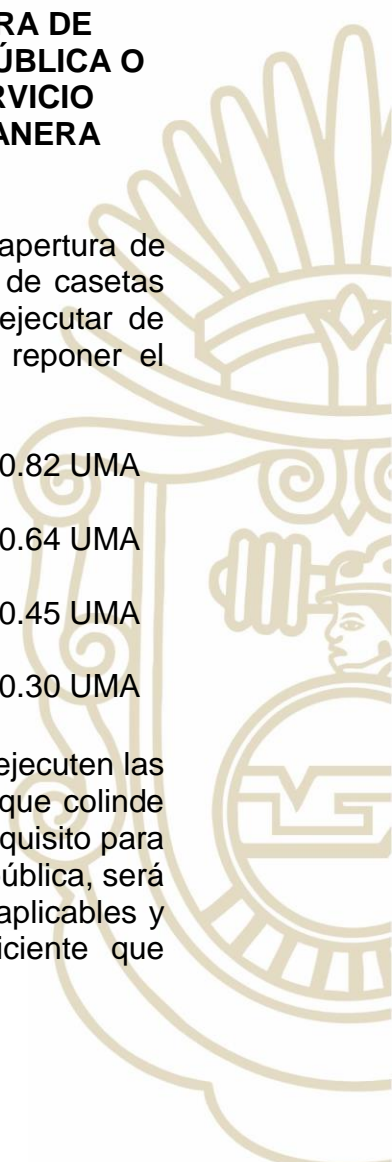 RA DE
ÚBLICA O
RVICIO
ANERA
apertura de
de casetas
ejecutar de
reponer el
0.82 UMA
0.64 UMA
0.45 UMA
0.30 UMA
ejecuten las
que colinde
quisito para
ública, será
aplicables y
iciente que